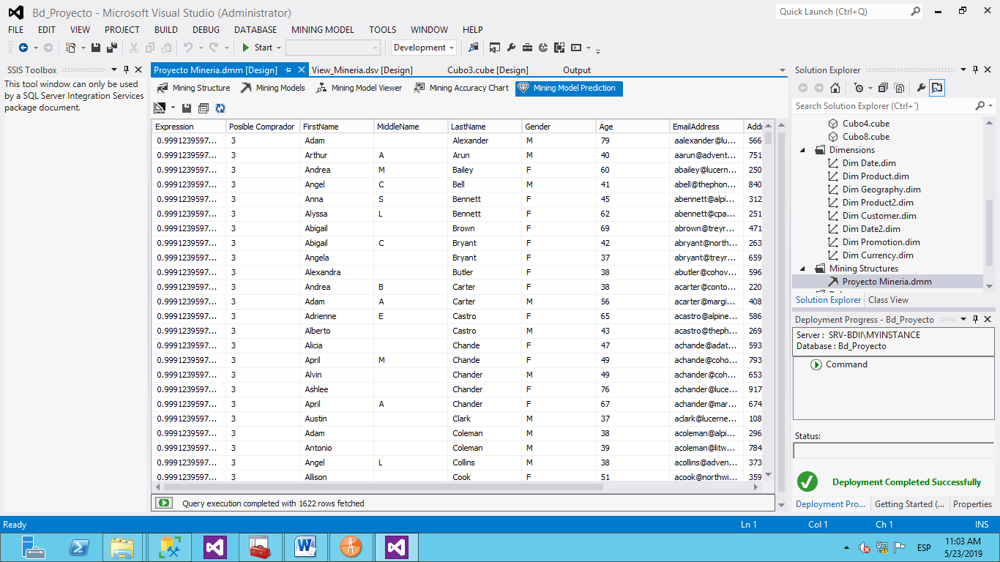 Bd_Proyecto - Microsoft Visual Studio (Administrator)
Quick Launch (Ctrl+Q)
FILE EDIT VIEW PROJECT BUILD DEBUG DATABASE MINING MODEL TOOLS WINDOW HELP
Start Development
SSIS Toolbox
This tool window can only be used
by a SQL Server Integration Services
package document.
Proyecto Mineria.dmm [Design] View_Mineria.dsv [Design] Cubo3.cube [Design] Output
Mining Structure Mining Models Mining Model Viewer Mining Accuracy Chart Mining Model Prediction
Expression Posible Comprador FirstName MiddleName LastName Gender Age EmailAddress Addr
0.9991239597... 3 Adam Alexander M 79 aalexander@lu... 566
0.9991239597... 3 Arthur A Arun M 40 aarun@advent... 751
0.9991239597... 3 Andrea M Bailey F 60 abailey@lucern... 250
0.9991239597... 3 Angel C Bell M 41 abell@thephon... 840
0.9991239597... 3 Anna S Bennett F 45 abennett@alpi... 312
0.9991239597... 3 Alyssa L Bennett F 62 abennett@cpa... 251
0.9991239597... 3 Abigail Brown F 69 abrown@treyr... 471
0.9991239597... 3 Abigail C Bryant F 42 abryant@north... 263
0.9991239597... 3 Angela Bryant F 37 abryant@treyr... 659
0.9991239597... 3 Alexandra Butler F 38 abutler@cohov... 596
0.9991239597... 3 Andrea B Carter F 38 acarter@conto... 220
0.9991239597... 3 Adam A Carter M 56 acarter@margi... 408
0.9991239597... 3 Adrienne E Castro F 65 acastro@alpine... 586
0.9991239597... 3 Alberto Castro M 43 acastro@theph... 269
0.9991239597... 3 Alicia Chande F 47 achande@adat... 593
0.9991239597... 3 April M Chande F 49 achande@coho... 793
0.9991239597... 3 Alvin Chander M 49 achander@coh... 653
0.9991239597... 3 Ashlee Chander F 76 achander@luce... 917
0.9991239597... 3 April A Chander F 67 achander@mar... 674
0.9991239597... 3 Austin Clark M 37 aclark@lucerne... 108
0.9991239597... 3 Adam Coleman M 38 acoleman@alpi... 296
0.9991239597... 3 Antonio Coleman M 39 acoleman@litw... 784
0.9991239597... 3 Angel L Collins M 38 acollins@adven... 373
0.9991239597... 3 Allison Cook F 51 acook@northwi... 359
Query execution completed with 1622 rows fetched
Solution Explorer
Search Solution Explorer (Ctrl+´)
Cubo4.cube
Cubo8.cube
Dimensions
Dim Date.dim
Dim Product.dim
Dim Geography.dim
Dim Product2.dim
Dim Customer.dim
Dim Date2.dim
Dim Promotion.dim
Dim Currency.dim
Mining Structures
Proyecto Mineria.dmm
Solution Explorer Class View
Deployment Progress - Bd_Proyecto
Server : SRV-BDII\MYINSTANCE
Database : Bd_Proyecto
Command
Status:
Deployment Completed Successfully
Deployment Pro... Getting Started (... Properties
Ready Ln 1 Col 1 Ch 1 INS
ESP
11:03 AM
5/23/2019